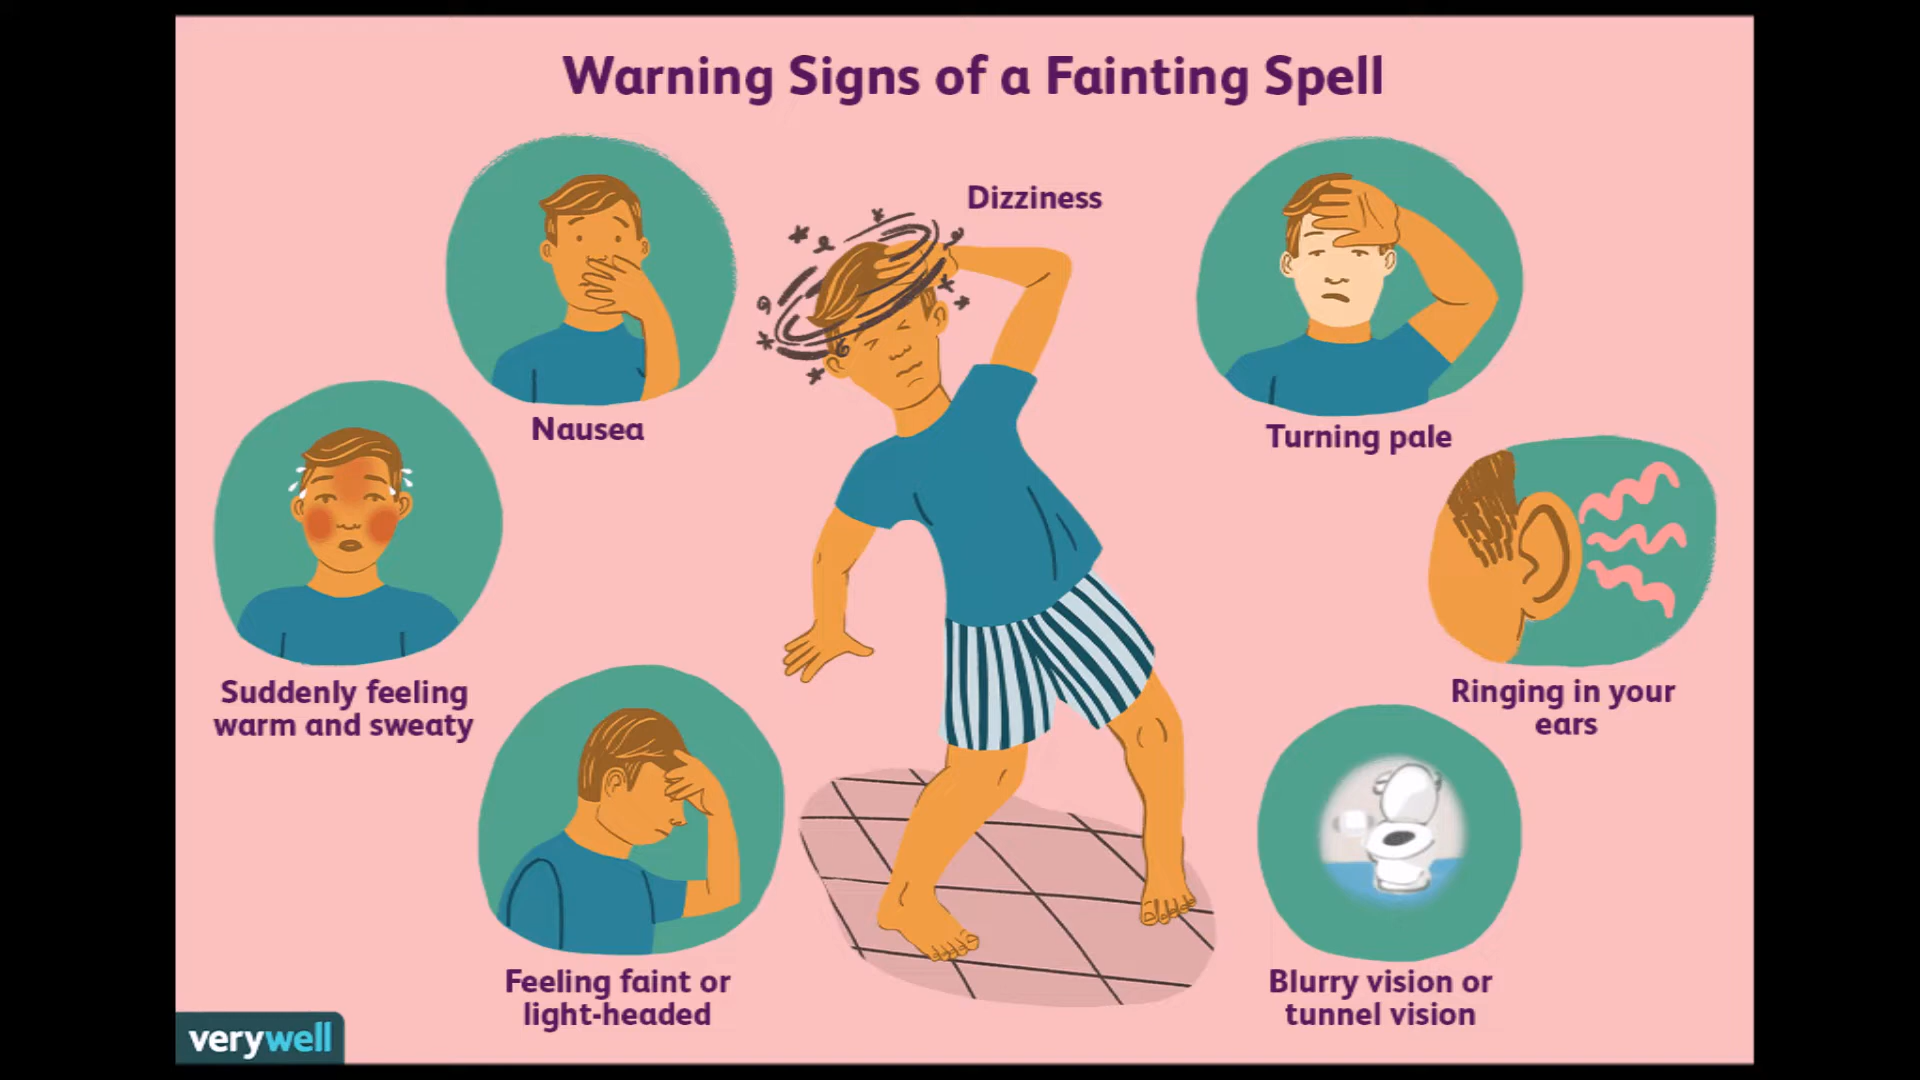 Warning Signs of a Fainting Spell
Dizziness
Nausea
Turning pale
Suddenly feeling
warm and sweaty
Ringing in your
ears
Feeling faint or
light-headed
Blurry vision or
tunnel vision
verywell